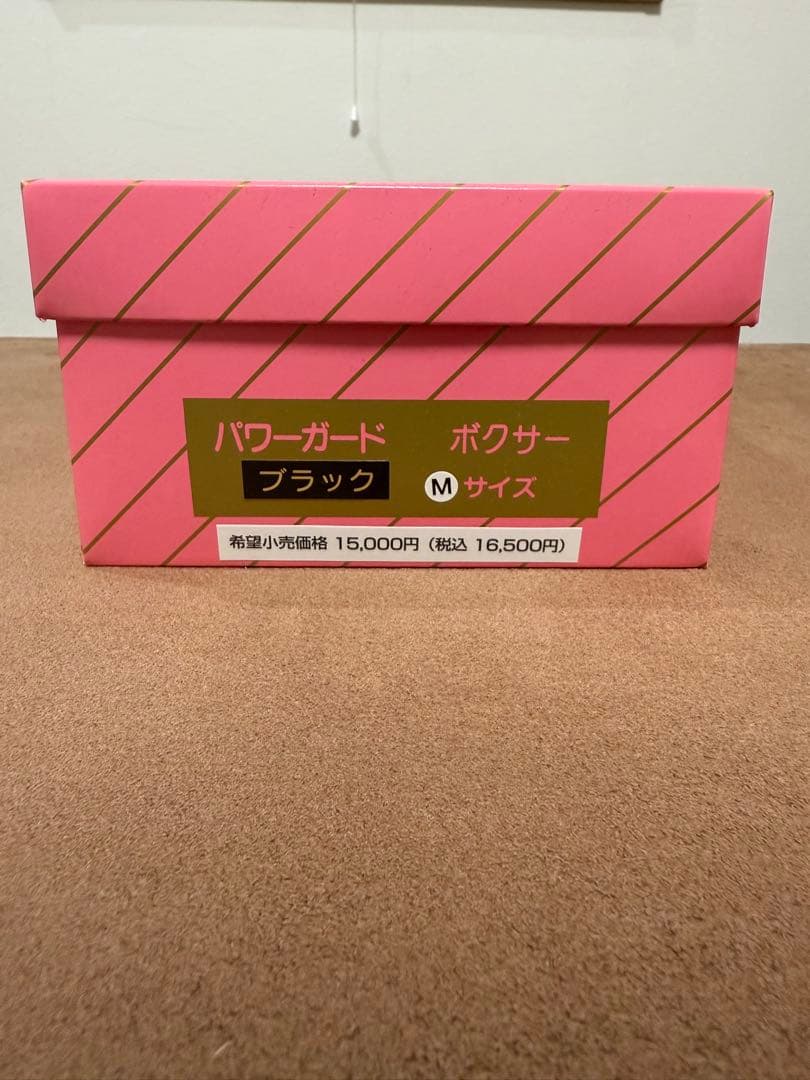 パワーガード ボクサー
ブラック Mサイズ
希望小売価格 15,000円（税込 16,500円）